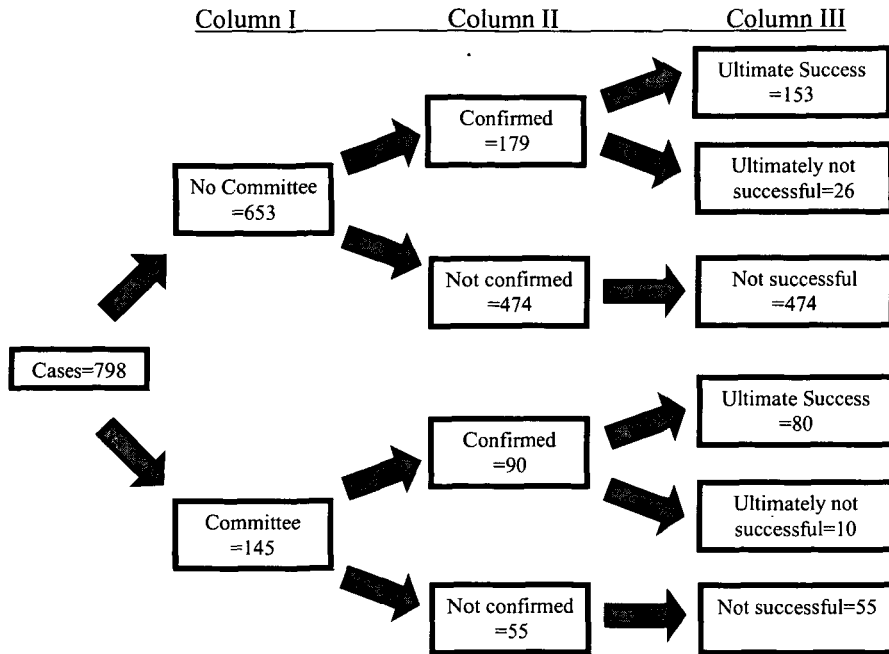 Column I
Column II
Column III
Cases=798
No Committee
=653
Committee
=145
Confirmed
=179
Not confirmed
=474
Confirmed
=90
Not confirmed
=55
Ultimate Success
=153
Ultimately not
successful=26
Not successful
=474
Ultimate Success
=80
Ultimately not
successful=10
Not successful=55